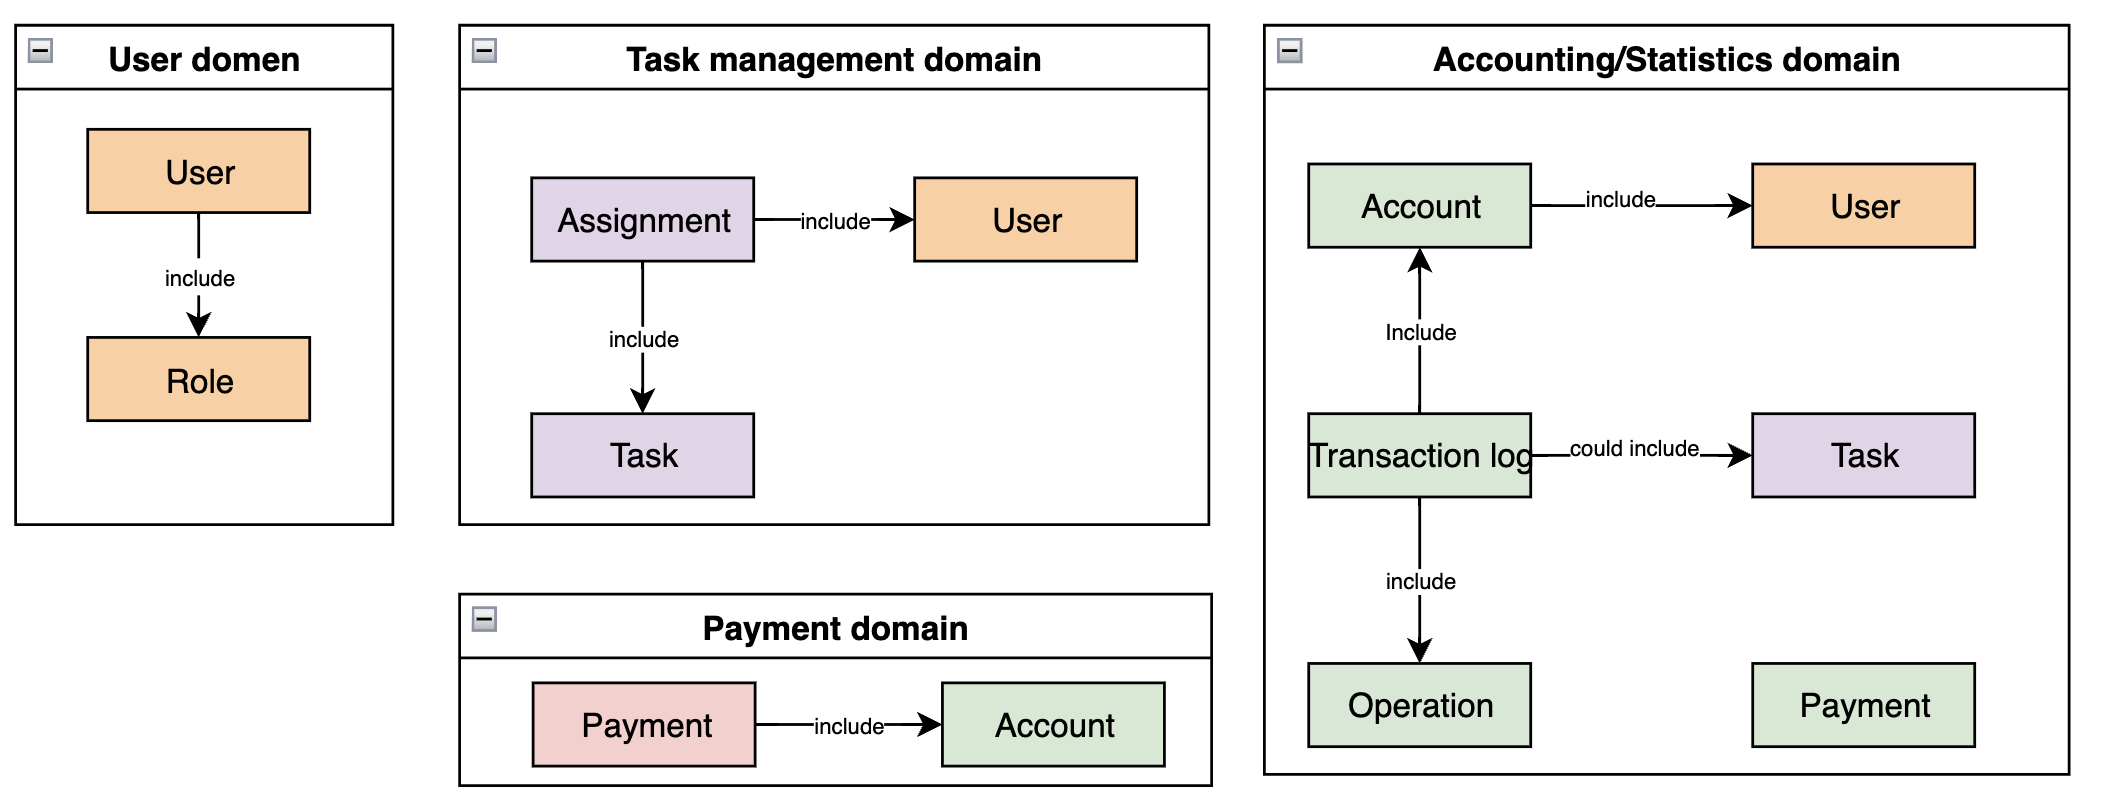 User domen
User
include
Role
Task management domain
Assignment
include
User
include
Task
Payment domain
Payment
include
Account
Accounting/Statistics domain
Account
include
User
Include
Transaction log
could include
Task
include
Operation
Payment